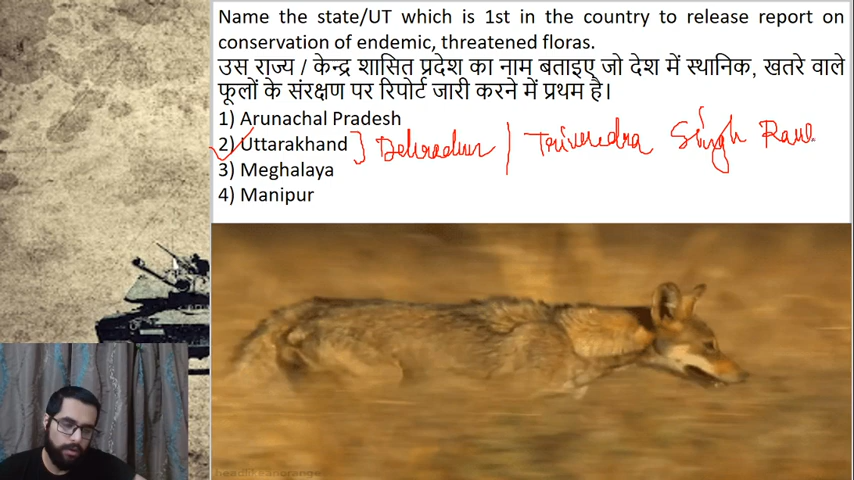 Name the state/UT which is 1st in the country to release report on
conservation of endemic, threatened floras.
उस राज्य / केन्द्र शासित प्रदेश का नाम बताइए जो देश में स्थानिक, खतरे वाले
फूलों के संरक्षण पर रिपोर्ट जारी करने में प्रथम है।
1) Arunachal Pradesh
2) Uttarakhand ] Dehradun | Trivendra Singh
3) Meghalaya
4) Manipur
headlikeanorange